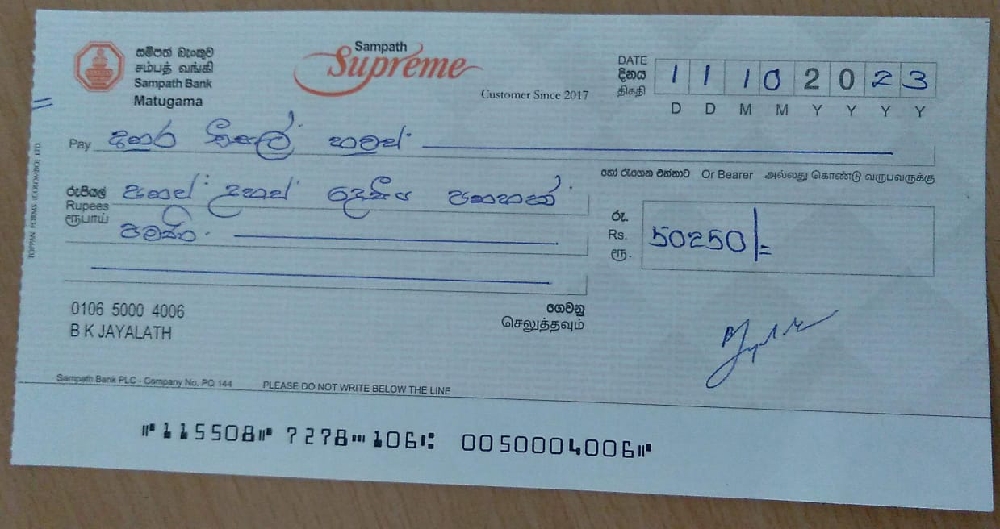 සම්පත් බැංකුව
சம்பத் வங்கி
Sampath Bank
Matugama
Sampath
Supreme
Customer Since 2017
DATE
දිනය
திகதி
1 1 1 0 2 0 2 3
D D M M Y Y Y Y
Pay
හෝ රැගෙන එන්නාට Or Bearer அல்லது கொண்டு வருபவருக்கு
රුපියල් පනස් දහස් දෙසිය පනහක්
Rupees
ரூபாய் පමණි.
රු.
Rs. 50250/=
ரூ.
0106 5000 4006
B K JAYALATH
ගෙවනු
செலுத்தவும்
Sampath Bank PLC - Company No. PQ 144 PLEASE DO NOT WRITE BELOW THE LINE
⑈115508⑈ 7278⑉106⑆ 0050004006⑈